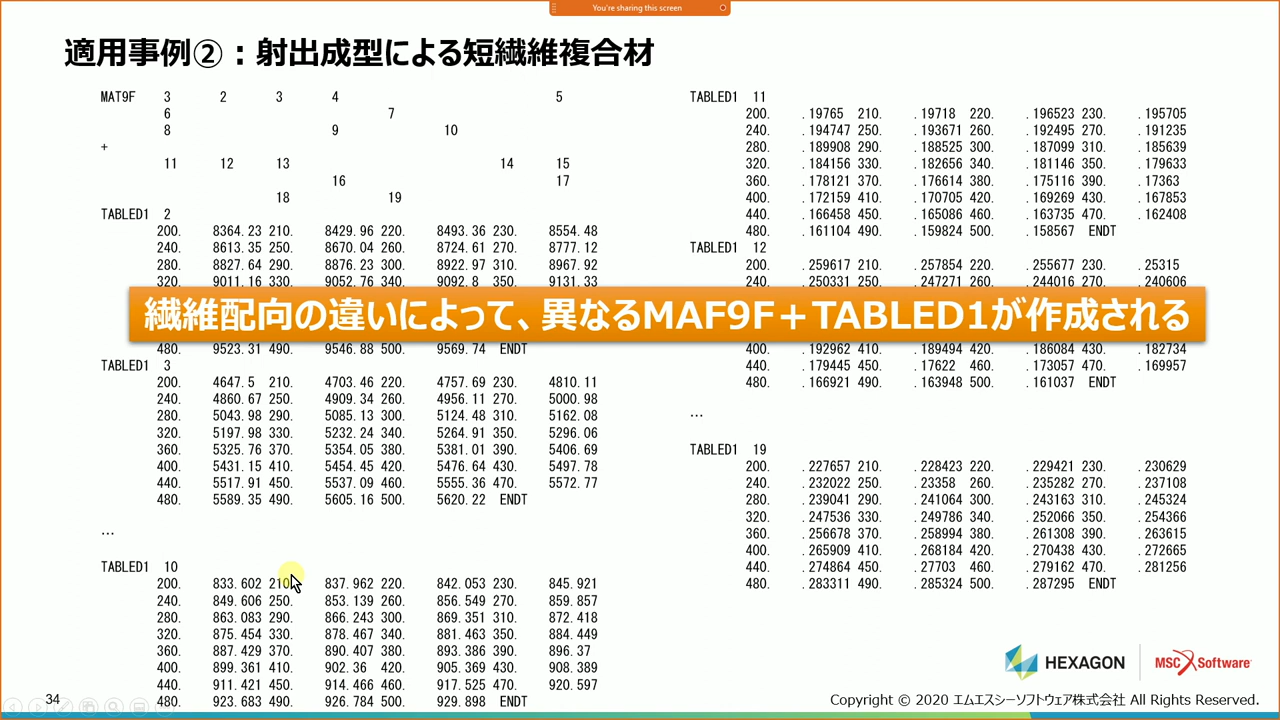 You're sharing this screen
適用事例②：射出成型による短繊維複合材
MAT9F 3 2 3 4 5
6 7
8 9 10
+
11 12 13 14 15
16 17
18 19
TABLED1 2
200. 8364.23 210. 8429.96 220. 8493.36 230. 8554.48
240. 8613.35 250. 8670.04 260. 8724.61 270. 8777.12
280. 8827.64 290. 8876.23 300. 8922.97 310. 8967.92
320. 9011.16 330. 9052.76 340. 9092.8 350. 9131.33
繊維配向の違いによって、異なるMAF9F＋TABLED1が作成される
480. 9523.31 490. 9546.88 500. 9569.74 ENDT
TABLED1 3
200. 4647.5 210. 4703.46 220. 4757.69 230. 4810.11
240. 4860.67 250. 4909.34 260. 4956.11 270. 5000.98
280. 5043.98 290. 5085.13 300. 5124.48 310. 5162.08
320. 5197.98 330. 5232.24 340. 5264.91 350. 5296.06
360. 5325.76 370. 5354.05 380. 5381.01 390. 5406.69
400. 5431.15 410. 5454.45 420. 5476.64 430. 5497.78
440. 5517.91 450. 5537.09 460. 5555.36 470. 5572.77
480. 5589.35 490. 5605.16 500. 5620.22 ENDT
…
TABLED1 10
200. 833.602 210. 837.962 220. 842.053 230. 845.921
240. 849.606 250. 853.139 260. 856.549 270. 859.857
280. 863.083 290. 866.243 300. 869.351 310. 872.418
320. 875.454 330. 878.467 340. 881.463 350. 884.449
360. 887.429 370. 890.407 380. 893.386 390. 896.37
400. 899.361 410. 902.36 420. 905.369 430. 908.389
440. 911.421 450. 914.466 460. 917.525 470. 920.597
480. 923.683 490. 926.784 500. 929.898 ENDT
TABLED1 11
200. .19765 210. .19718 220. .196523 230. .195705
240. .194747 250. .193671 260. .192495 270. .191235
280. .189908 290. .188525 300. .187099 310. .185639
320. .184156 330. .182656 340. .181146 350. .179633
360. .178121 370. .176614 380. .175116 390. .17363
400. .172159 410. .170705 420. .169269 430. .167853
440. .166458 450. .165086 460. .163735 470. .162408
480. .161104 490. .159824 500. .158567 ENDT
TABLED1 12
200. .259617 210. .257854 220. .255677 230. .25315
240. .250331 250. .247271 260. .244016 270. .240606
400. .192962 410. .189494 420. .186084 430. .182734
440. .179445 450. .17622 460. .173057 470. .169957
480. .166921 490. .163948 500. .161037 ENDT
…
TABLED1 19
200. .227657 210. .228423 220. .229421 230. .230629
240. .232022 250. .23358 260. .235282 270. .237108
280. .239041 290. .241064 300. .243163 310. .245324
320. .247536 330. .249786 340. .252066 350. .254366
360. .256678 370. .258994 380. .261308 390. .263615
400. .265909 410. .268184 420. .270438 430. .272665
440. .274864 450. .27703 460. .279162 470. .281256
480. .283311 490. .285324 500. .287295 ENDT
HEXAGON MSC Software
34
Copyright © 2020 エムエスシーソフトウェア株式会社 All Rights Reserved.